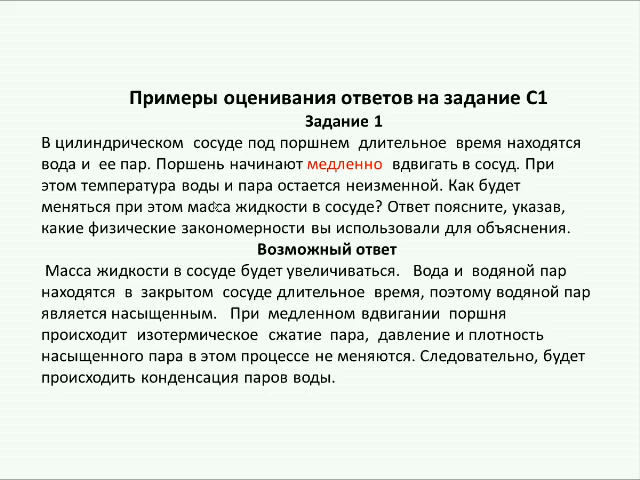 Примеры оценивания ответов на задание С1
Задание 1
В цилиндрическом сосуде под поршнем длительное время находятся
вода и ее пар. Поршень начинают медленно вдвигать в сосуд. При
этом температура воды и пара остается неизменной. Как будет
меняться при этом масса жидкости в сосуде? Ответ поясните, указав,
какие физические закономерности вы использовали для объяснения.
Возможный ответ
Масса жидкости в сосуде будет увеличиваться. Вода и водяной пар
находятся в закрытом сосуде длительное время, поэтому водяной пар
является насыщенным. При медленном вдвигании поршня
происходит изотермическое сжатие пара, давление и плотность
насыщенного пара в этом процессе не меняются. Следовательно, будет
происходить конденсация паров воды.